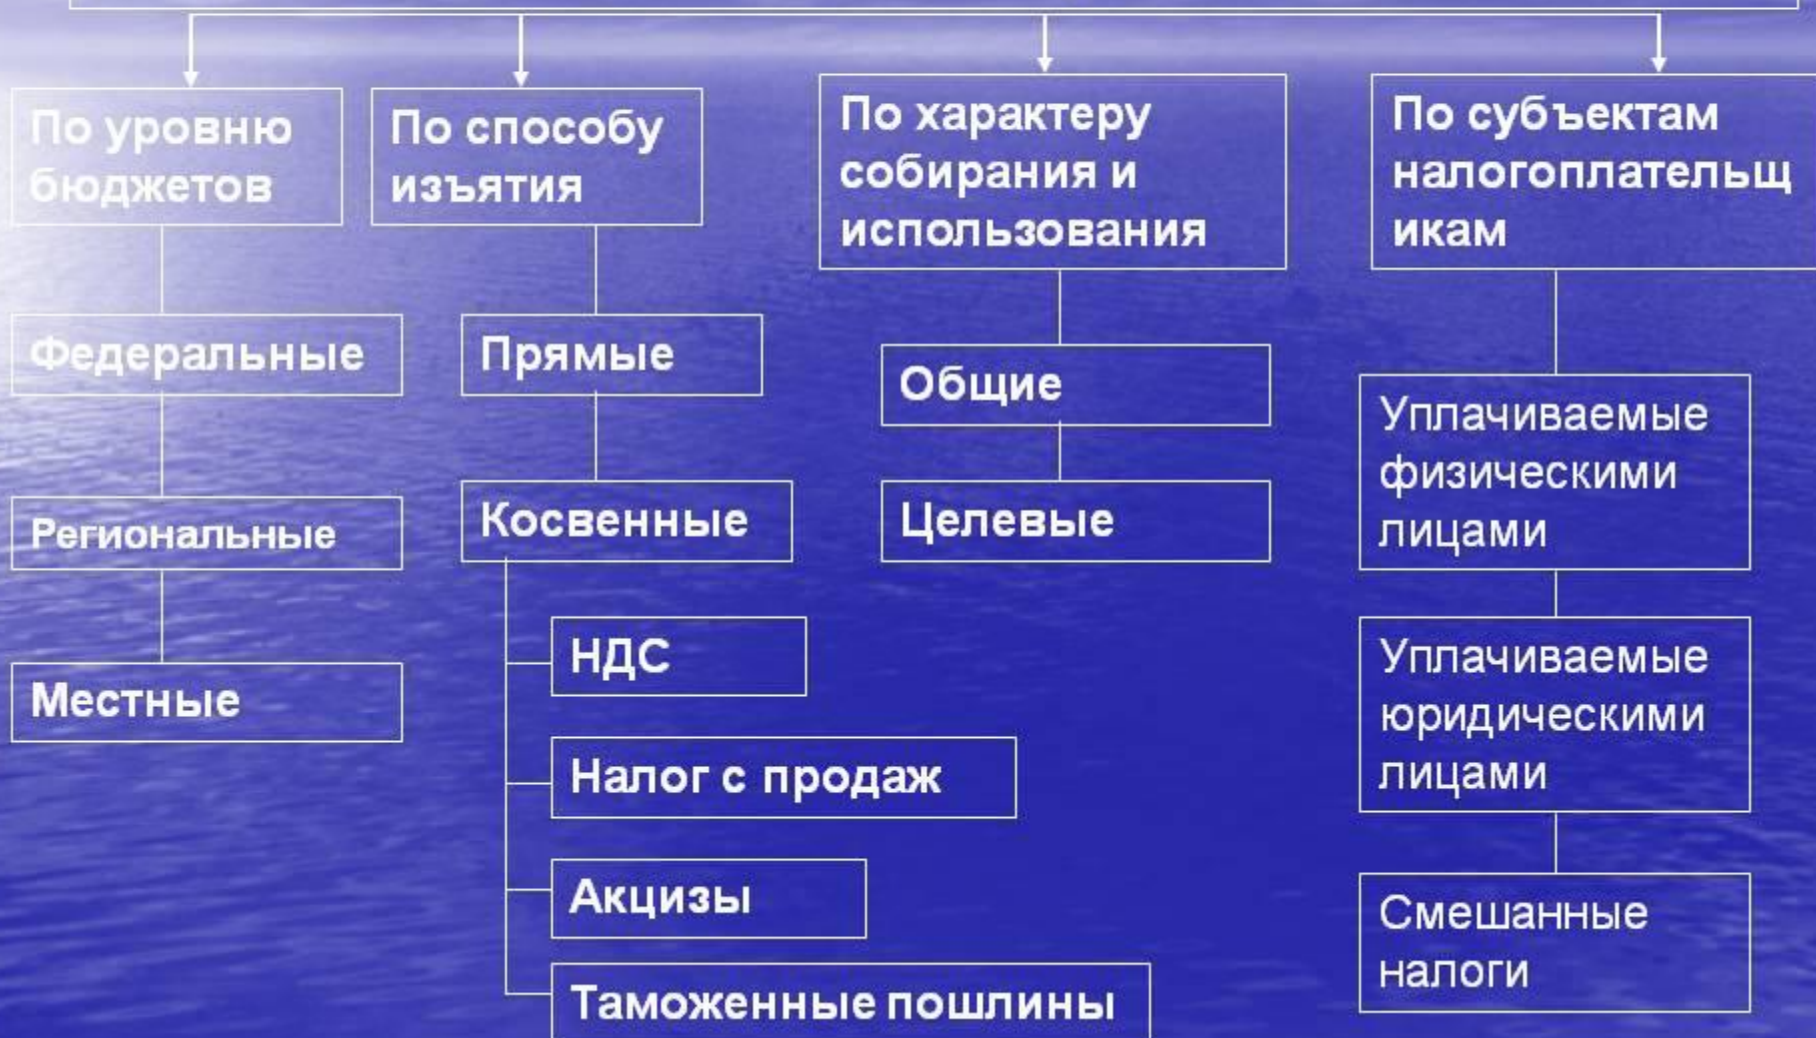 По уровню
бюджетов
По способу
изъятия
По характеру
собирания и
использования
По субъектам
налогоплательщ
икам
Федеральные
Прямые
Общие
Уплачиваемые
физическими
лицами
Региональные
Косвенные
Целевые
НДС
Уплачиваемые
юридическими
лицами
Местные
Налог с продаж
Акцизы
Смешанные
налоги
Таможенные пошлины